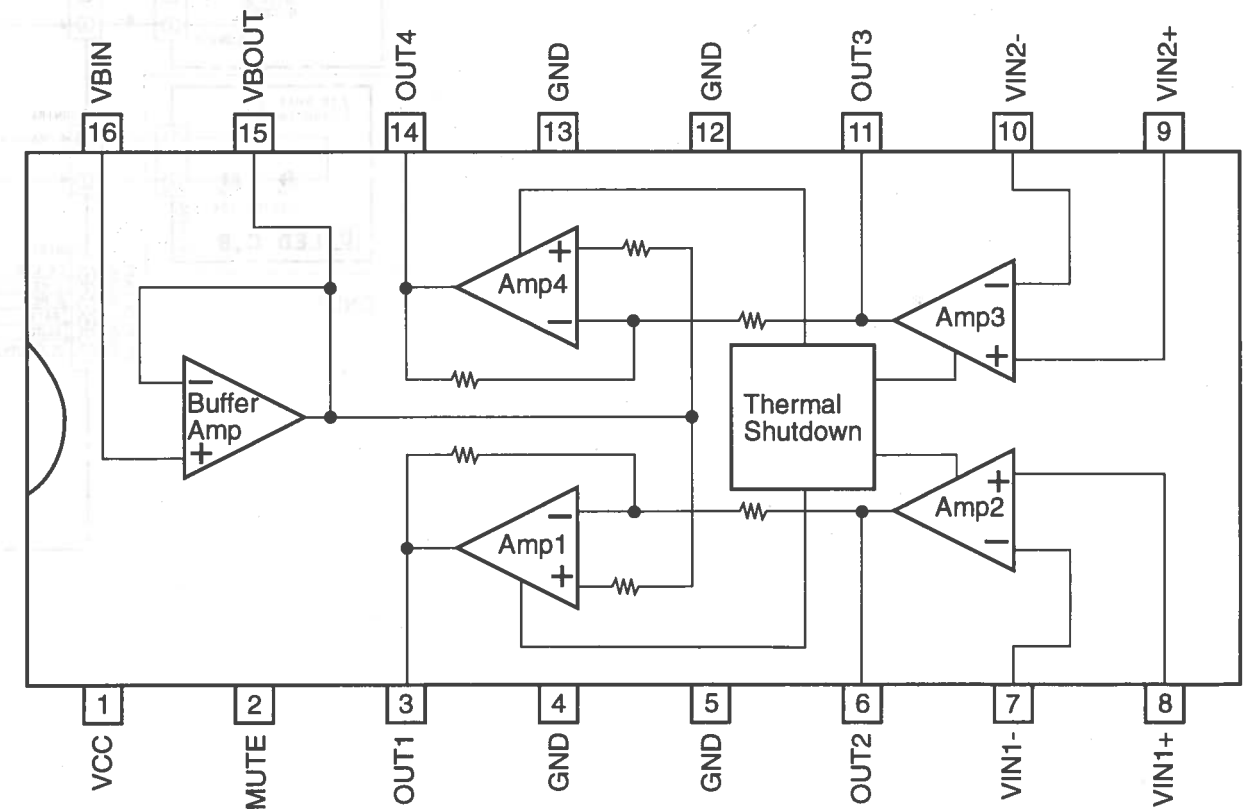 VBIN
VBOUT
OUT4
GND
GND
OUT3
VIN2-
VIN2+
16
15
14
13
12
11
10
9
+
Amp4
−
−
Amp3
+
−
Buffer
Amp
+
Thermal
Shutdown
−
Amp1
+
+
Amp2
−
1
2
3
4
5
6
7
8
VCC
MUTE
OUT1
GND
GND
OUT2
VIN1-
VIN1+